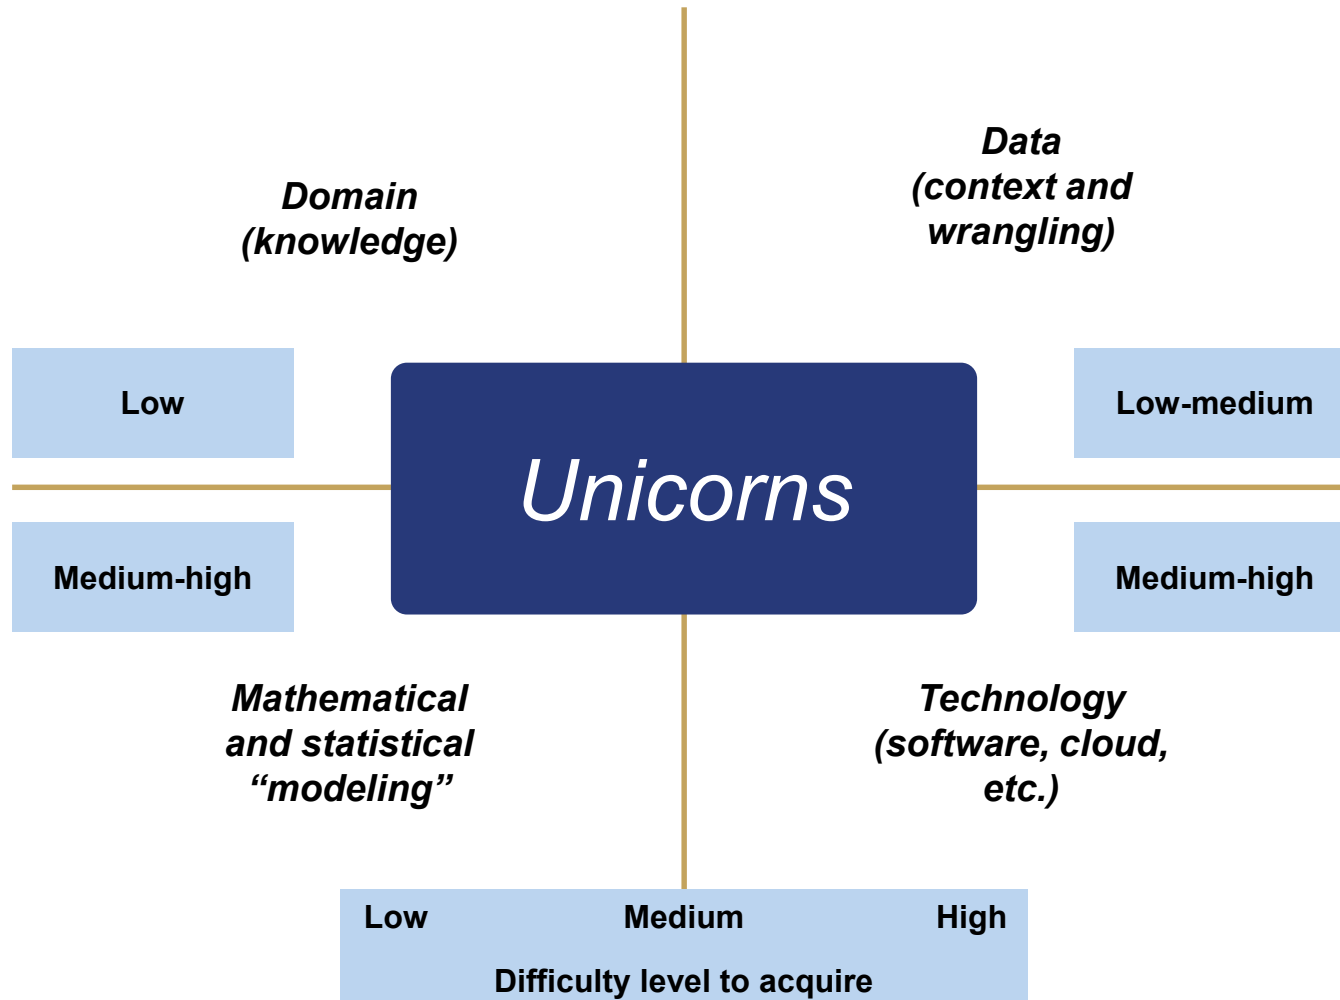 Domain
(knowledge)
Data
(context and
wrangling)
Low
Low-medium
Unicorns
Medium-high
Medium-high
Mathematical
and statistical
“modeling”
Technology
(software, cloud,
etc.)
Low Medium High
Difficulty level to acquire